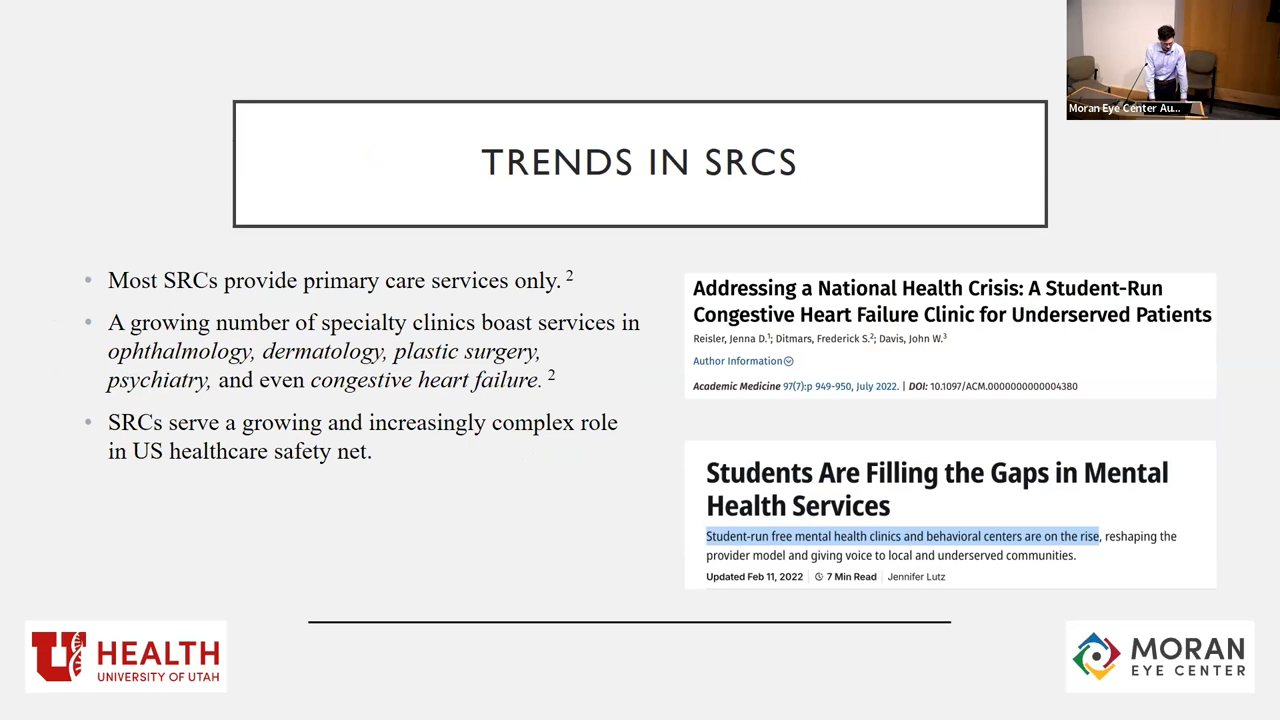 Moran Eye Center Au...
TRENDS IN SRCS
• Most SRCs provide primary care services only. 2
• A growing number of specialty clinics boast services in
ophthalmology, dermatology, plastic surgery,
psychiatry, and even congestive heart failure. 2
• SRCs serve a growing and increasingly complex role
in US healthcare safety net.
Addressing a National Health Crisis: A Student-Run
Congestive Heart Failure Clinic for Underserved Patients
Reisler, Jenna D.1; Ditmars, Frederick S.2; Davis, John W.3
Author Information
Academic Medicine 97(7):p 949-950, July 2022. | DOI: 10.1097/ACM.0000000000004380
Students Are Filling the Gaps in Mental
Health Services
Student-run free mental health clinics and behavioral centers are on the rise, reshaping the
provider model and giving voice to local and underserved communities.
Updated Feb 11, 2022 | 7 Min Read | Jennifer Lutz
U HEALTH
UNIVERSITY OF UTAH
MORAN
EYE CENTER